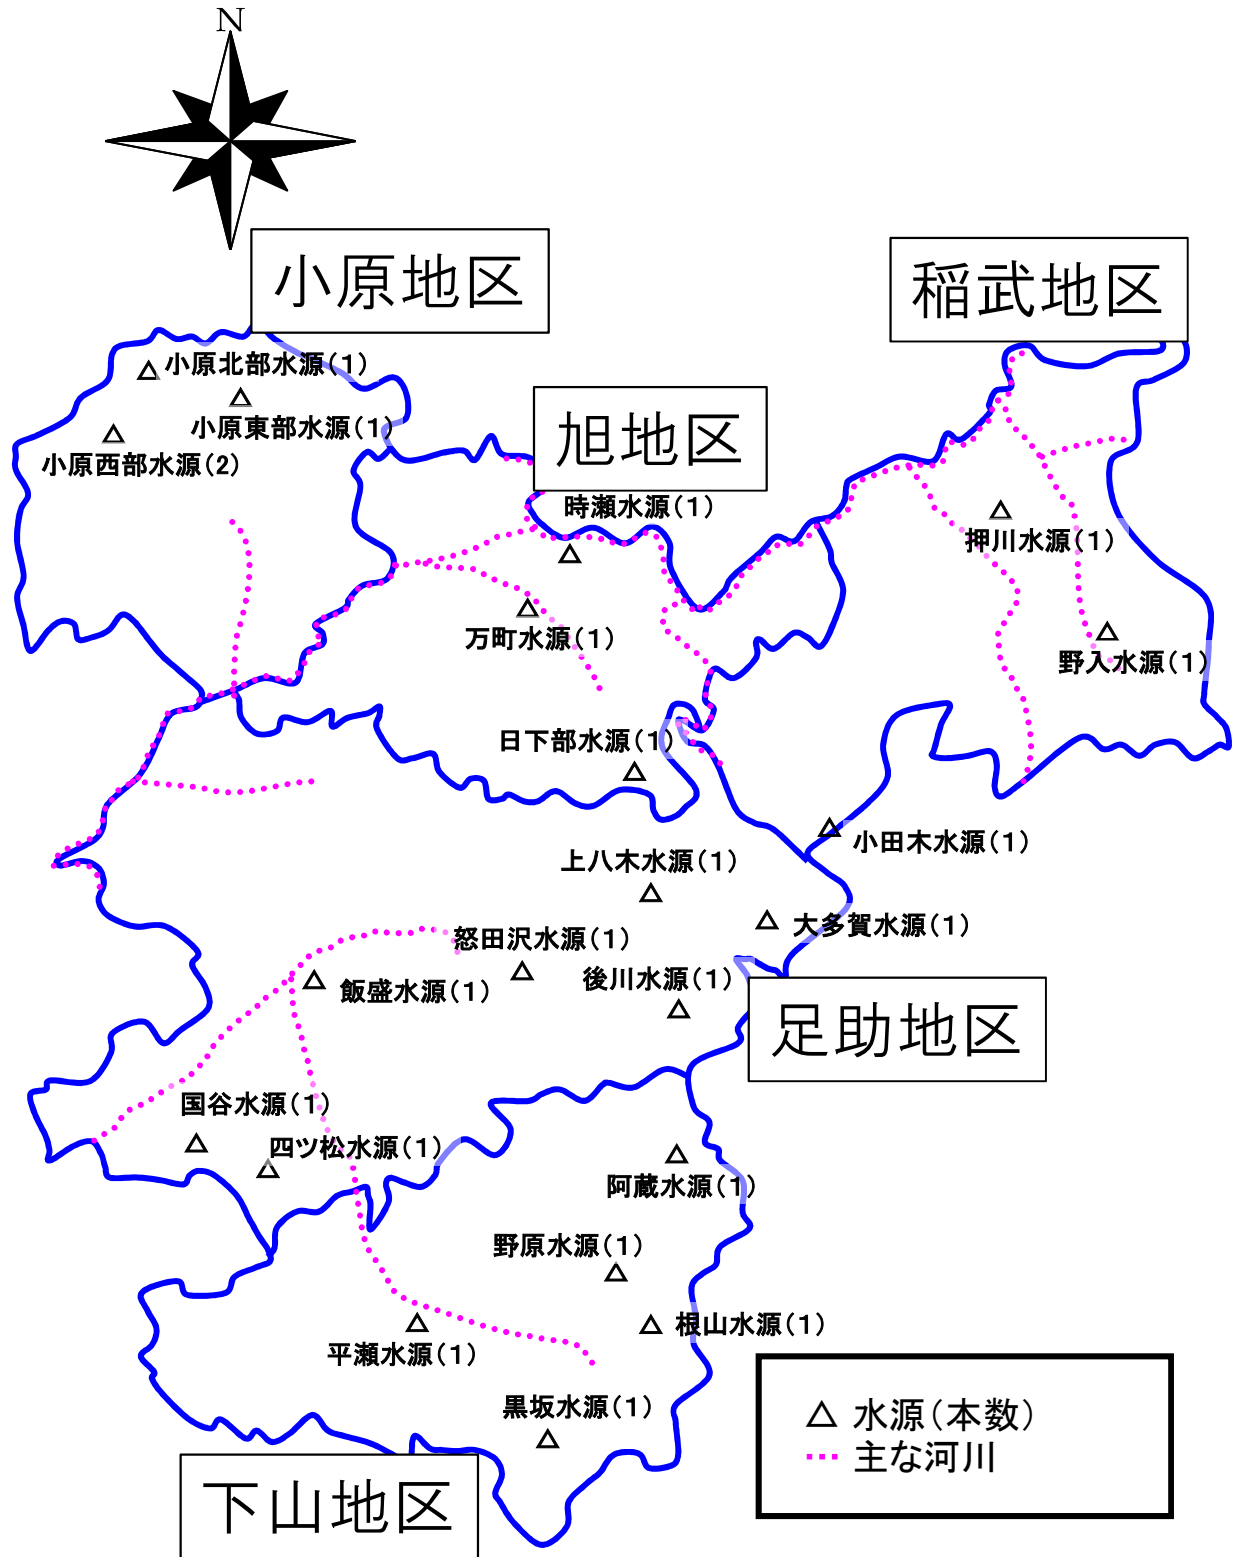 N
小原地区
稲武地区
小原北部水源(1)
小原東部水源(1)
小原西部水源(2)
旭地区
時瀬水源(1)
押川水源(1)
万町水源(1)
野入水源(1)
日下部水源(1)
小田木水源(1)
上八木水源(1)
大多賀水源(1)
怒田沢水源(1)
後川水源(1)
飯盛水源(1)
足助地区
国谷水源(1)
四ツ松水源(1)
阿蔵水源(1)
野原水源(1)
根山水源(1)
平瀬水源(1)
黒坂水源(1)
水源(本数)
主な河川
下山地区